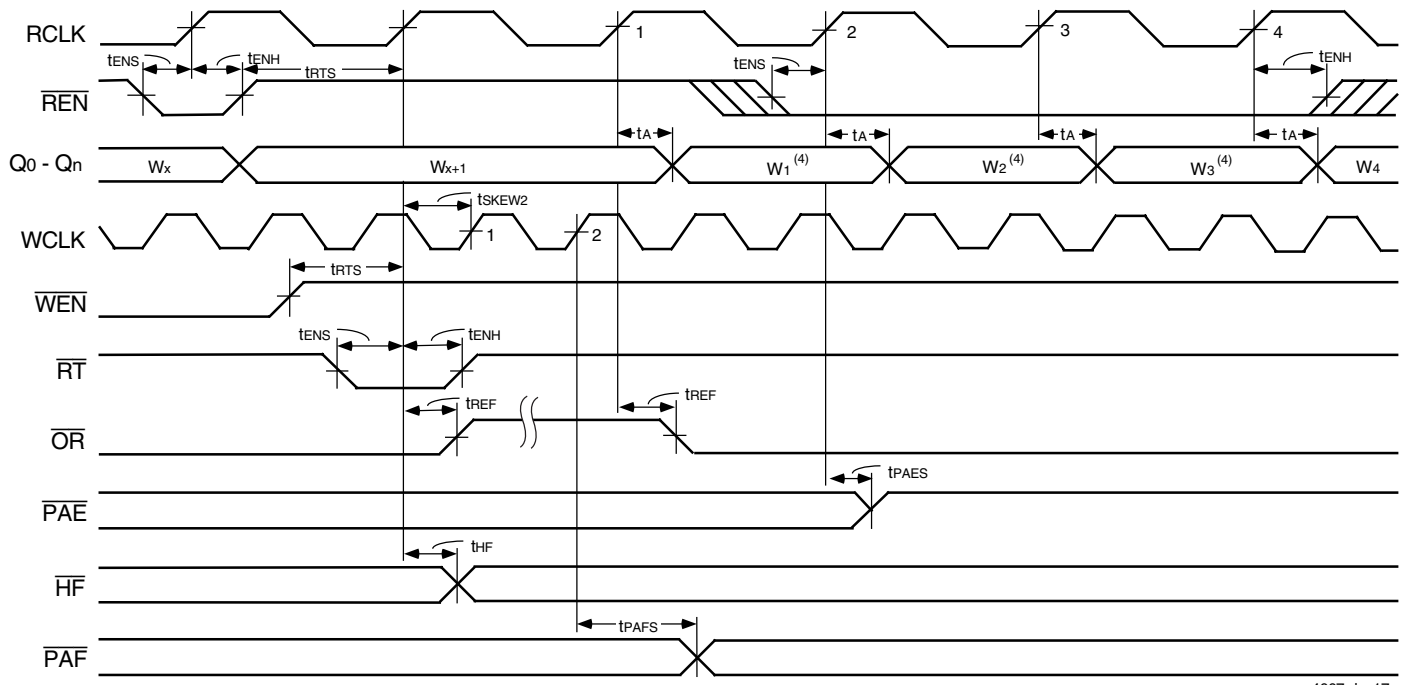 RCLK 1 2 3 4
tENS tENH tRTS tENS tENH
REN
tA tA tA tA
Q0 - Qn Wx Wx+1 W1 (4) W2 (4) W3 (4) W4
tSKEW2
WCLK 1 2
tRTS
WEN
tENS tENH
RT
tREF tREF
OR
tPAES
PAE
tHF
HF
tPAFS
PAF